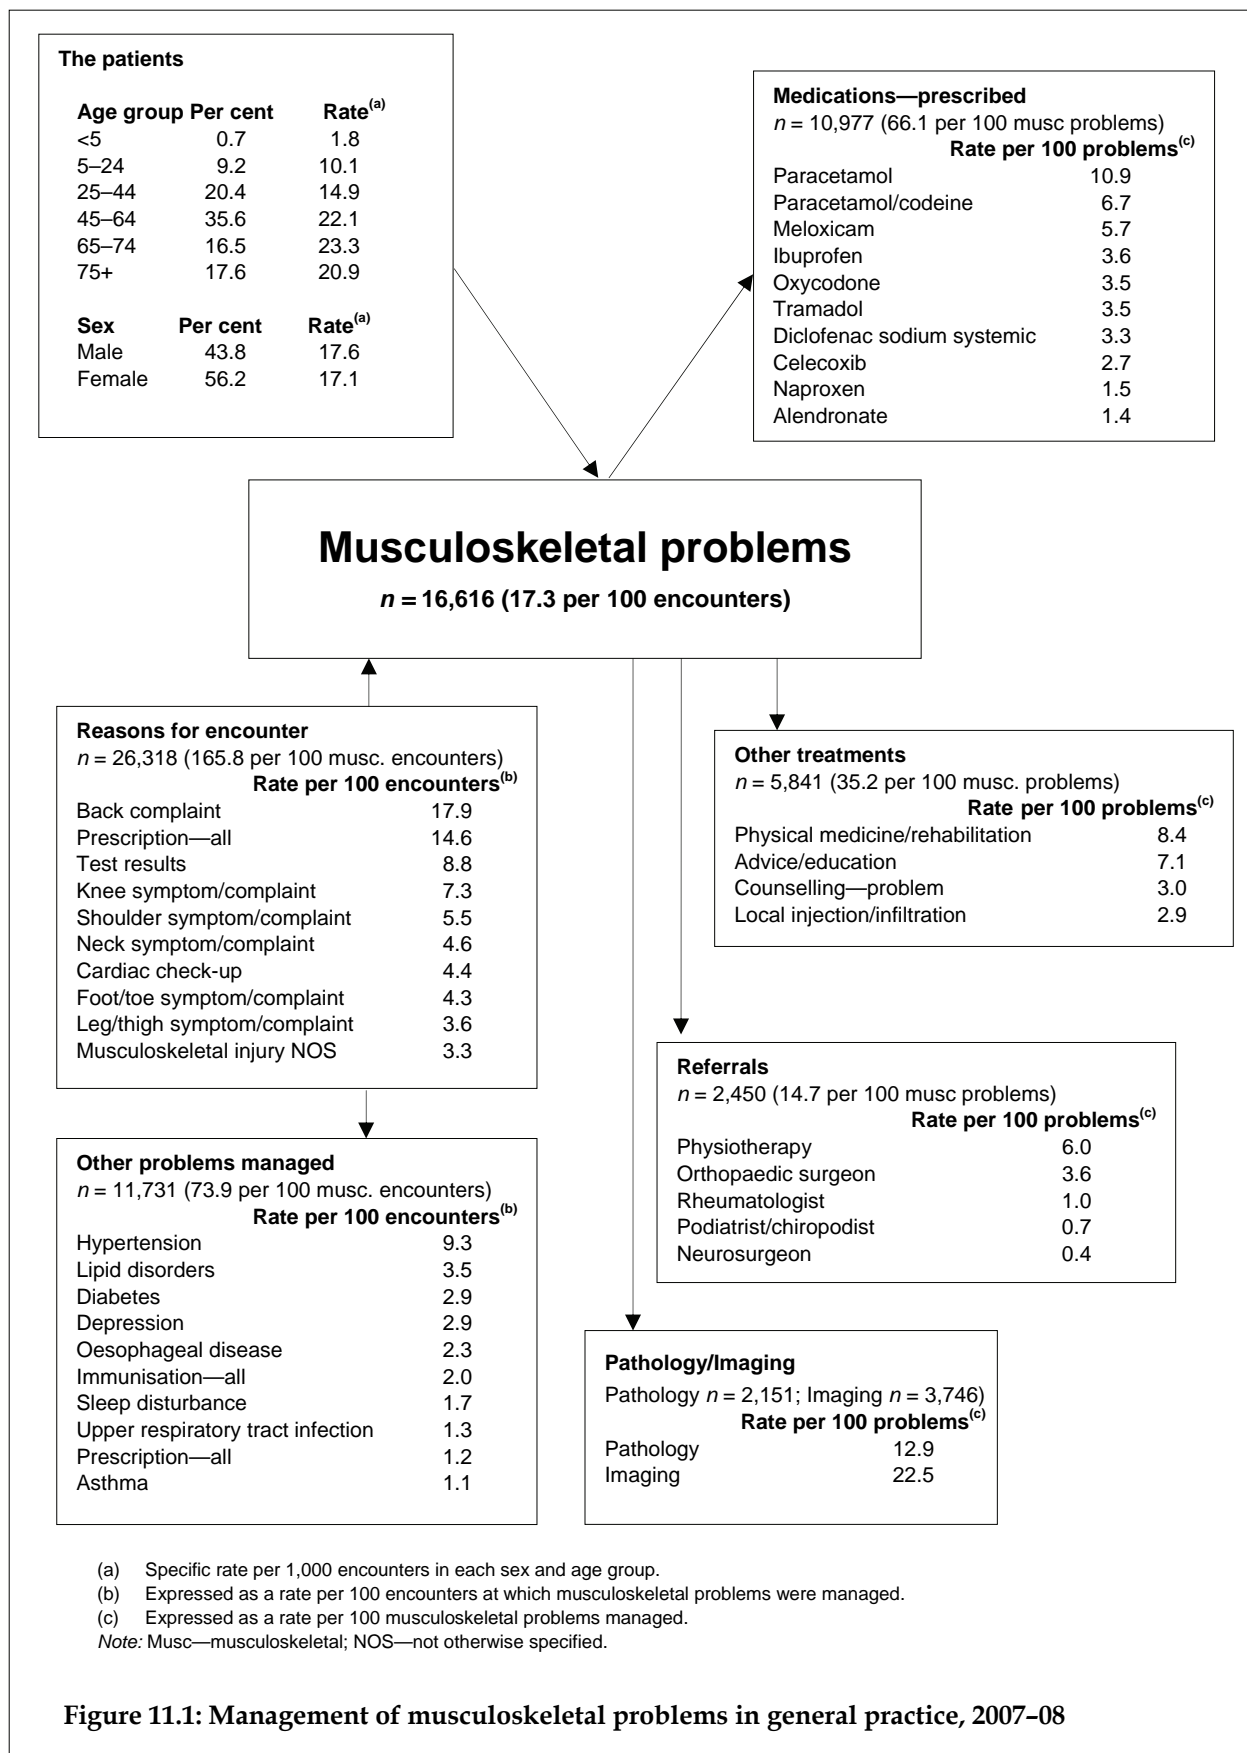 The patients
Age group Per cent Rate(a)
<5 0.7 1.8
5–24 9.2 10.1
25–44 20.4 14.9
45–64 35.6 22.1
65–74 16.5 23.3
75+ 17.6 20.9
Sex Per cent Rate(a)
Male 43.8 17.6
Female 56.2 17.1
Medications—prescribed
n = 10,977 (66.1 per 100 musc problems)
Rate per 100 problems(c)
Paracetamol 10.9
Paracetamol/codeine 6.7
Meloxicam 5.7
Ibuprofen 3.6
Oxycodone 3.5
Tramadol 3.5
Diclofenac sodium systemic 3.3
Celecoxib 2.7
Naproxen 1.5
Alendronate 1.4
Musculoskeletal problems
n = 16,616 (17.3 per 100 encounters)
Reasons for encounter
n = 26,318 (165.8 per 100 musc. encounters)
Rate per 100 encounters(b)
Back complaint 17.9
Prescription—all 14.6
Test results 8.8
Knee symptom/complaint 7.3
Shoulder symptom/complaint 5.5
Neck symptom/complaint 4.6
Cardiac check-up 4.4
Foot/toe symptom/complaint 4.3
Leg/thigh symptom/complaint 3.6
Musculoskeletal injury NOS 3.3
Other treatments
n = 5,841 (35.2 per 100 musc. problems)
Rate per 100 problems(c)
Physical medicine/rehabilitation 8.4
Advice/education 7.1
Counselling—problem 3.0
Local injection/infiltration 2.9
Referrals
n = 2,450 (14.7 per 100 musc problems)
Rate per 100 problems(c)
Physiotherapy 6.0
Orthopaedic surgeon 3.6
Rheumatologist 1.0
Podiatrist/chiropodist 0.7
Neurosurgeon 0.4
Other problems managed
n = 11,731 (73.9 per 100 musc. encounters)
Rate per 100 encounters(b)
Hypertension 9.3
Lipid disorders 3.5
Diabetes 2.9
Depression 2.9
Oesophageal disease 2.3
Immunisation—all 2.0
Sleep disturbance 1.7
Upper respiratory tract infection 1.3
Prescription—all 1.2
Asthma 1.1
Pathology/Imaging
Pathology n = 2,151; Imaging n = 3,746)
Rate per 100 problems(c)
Pathology 12.9
Imaging 22.5
(a) Specific rate per 1,000 encounters in each sex and age group.
(b) Expressed as a rate per 100 encounters at which musculoskeletal problems were managed.
(c) Expressed as a rate per 100 musculoskeletal problems managed.
Note: Musc—musculoskeletal; NOS—not otherwise specified.
Figure 11.1: Management of musculoskeletal problems in general practice, 2007–08